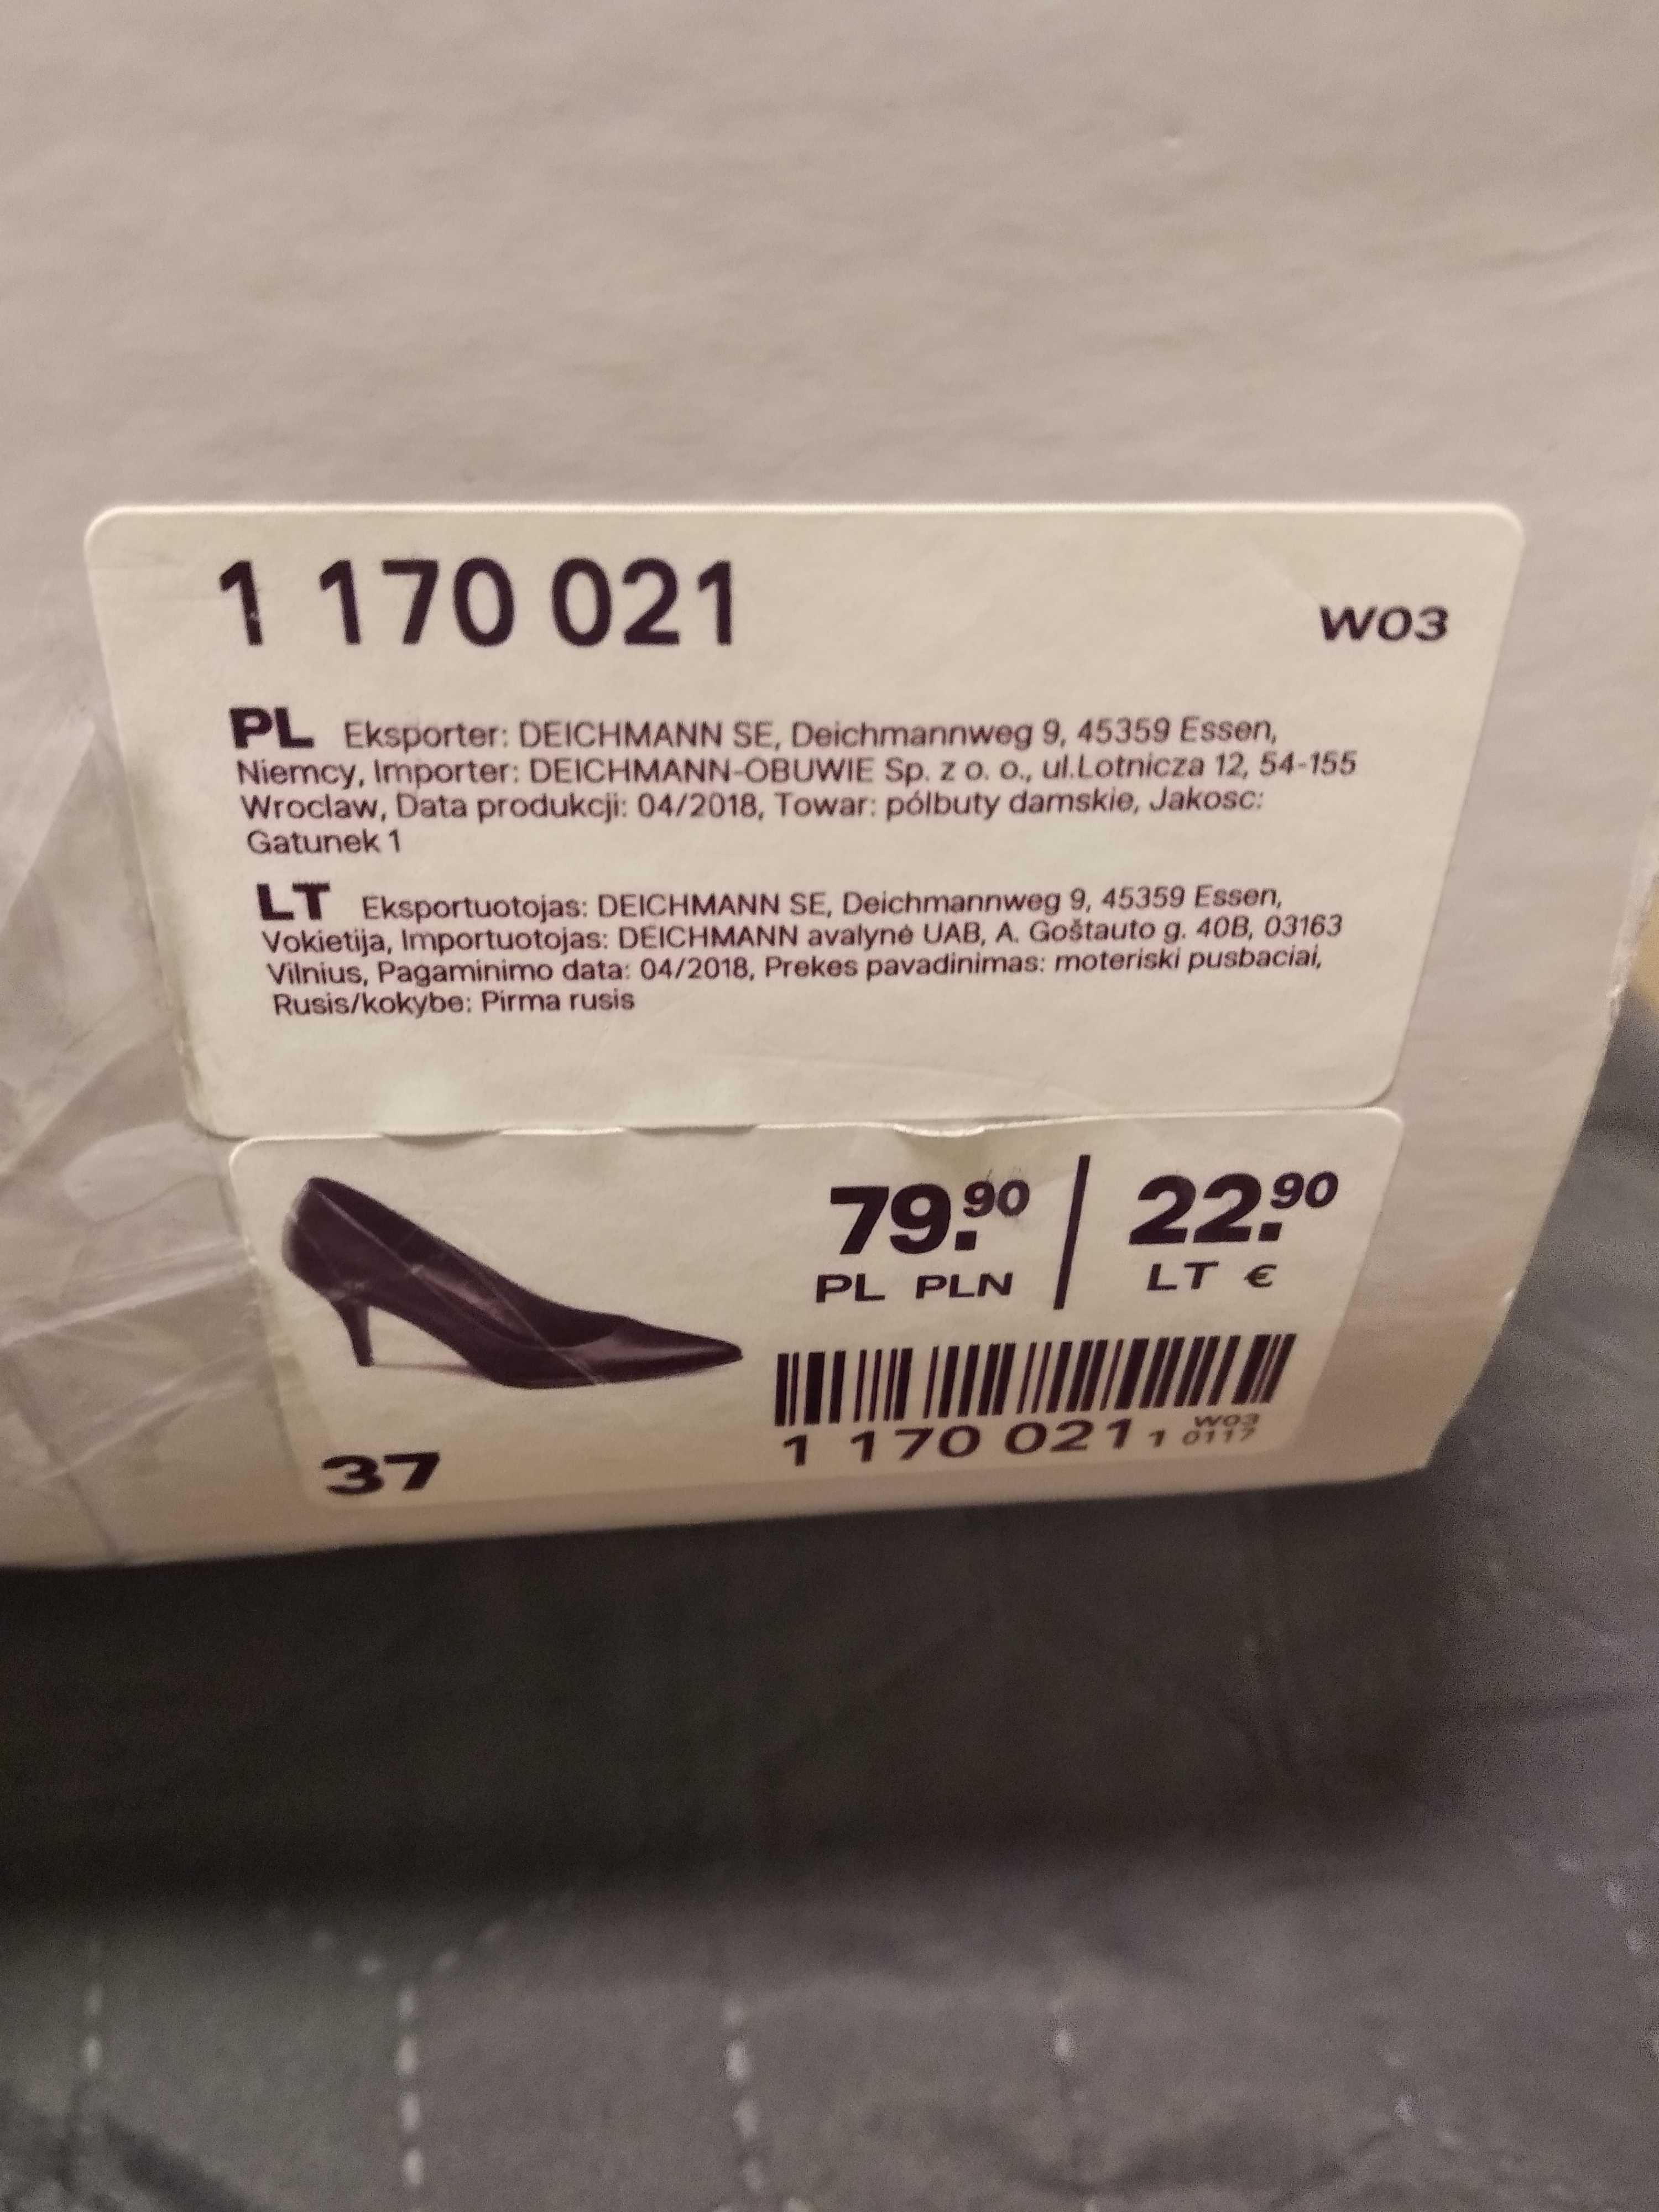 1 170 021
W03
PL Eksporter: DEICHMANN SE, Deichmannweg 9, 45359 Essen,
Niemcy, Importer: DEICHMANN-OBUWIE Sp. z o. o., ul.Lotnicza 12, 54-155
Wroclaw, Data produkcji: 04/2018, Towar: pólbuty damskie, Jakosc:
Gatunek 1
LT Eksportuotojas: DEICHMANN SE, Deichmannweg 9, 45359 Essen,
Vokietija, Importuotojas: DEICHMANN avalynė UAB, A. Goštauto g. 40B, 03163
Vilnius, Pagaminimo data: 04/2018, Prekes pavadinimas: moteriski pusbaciai,
Rusis/kokybe: Pirma rusis
79.90 | 22.90
PL PLN LT €
37
1 170 021 1 W03 0117